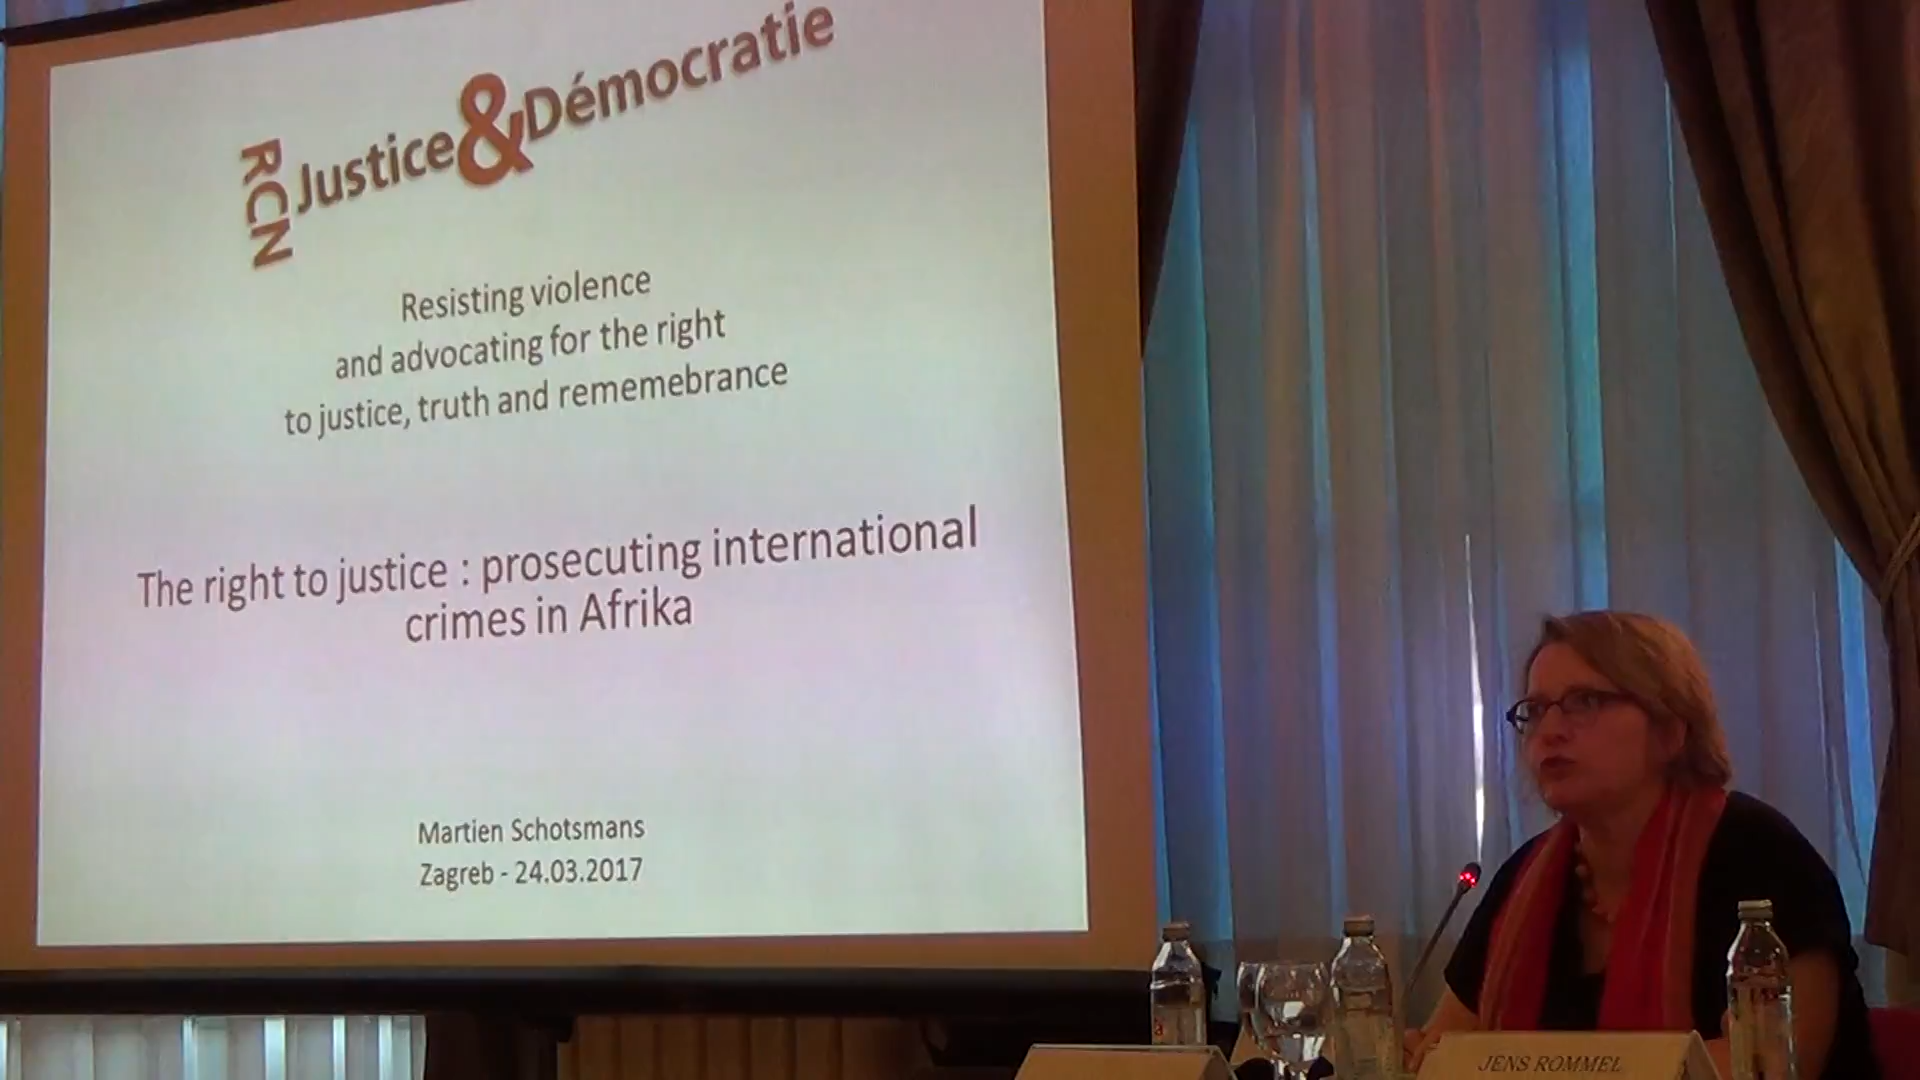 RCN Justice & Démocratie
Resisting violence
and advocating for the right
to justice, truth and rememebrance
The right to justice : prosecuting international
crimes in Afrika
Martien Schotsmans
Zagreb - 24.03.2017
JENS ROMMEL